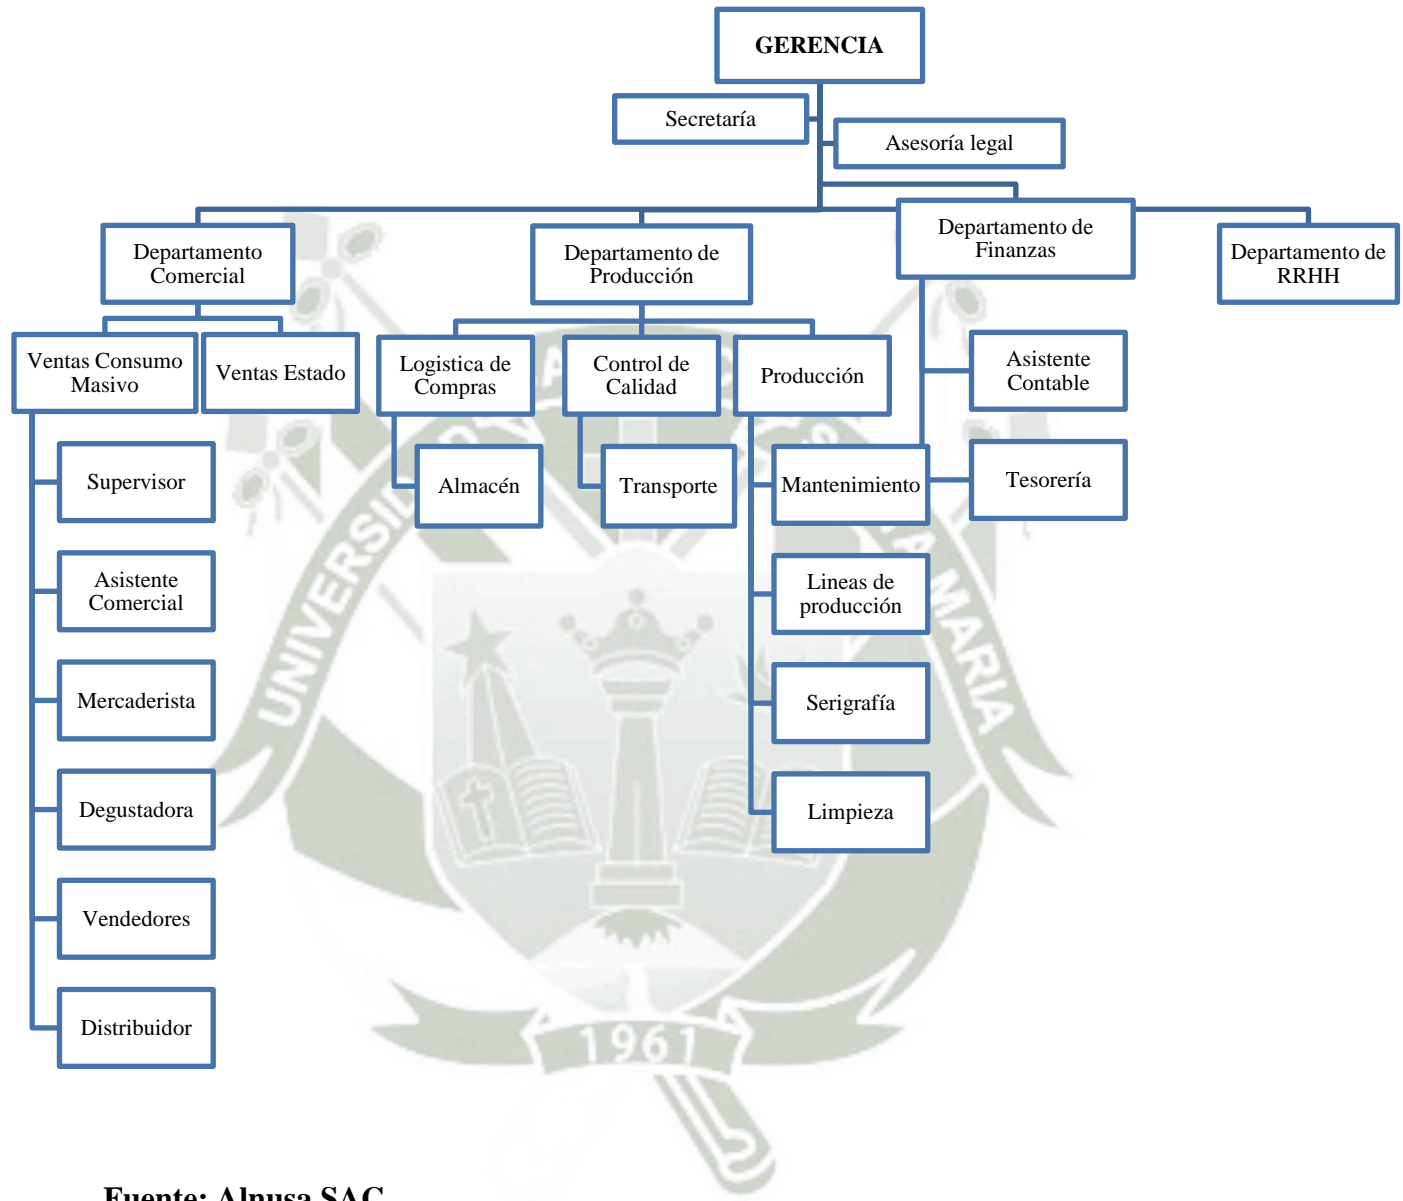 GERENCIA
Secretaría
Asesoría legal
Departamento
Comercial
Departamento de
Producción
Departamento de
Finanzas
Departamento de
RRHH
Ventas Consumo
Masivo
Ventas Estado
Logistica de
Compras
Control de
Calidad
Producción
Asistente
Contable
Supervisor
Almacén
Transporte
Mantenimiento
Tesorería
Asistente
Comercial
Lineas de
producción
Mercaderista
Serigrafía
Degustadora
Limpieza
Vendedores
Distribuidor
1961
Fuente: Alnusa SAC